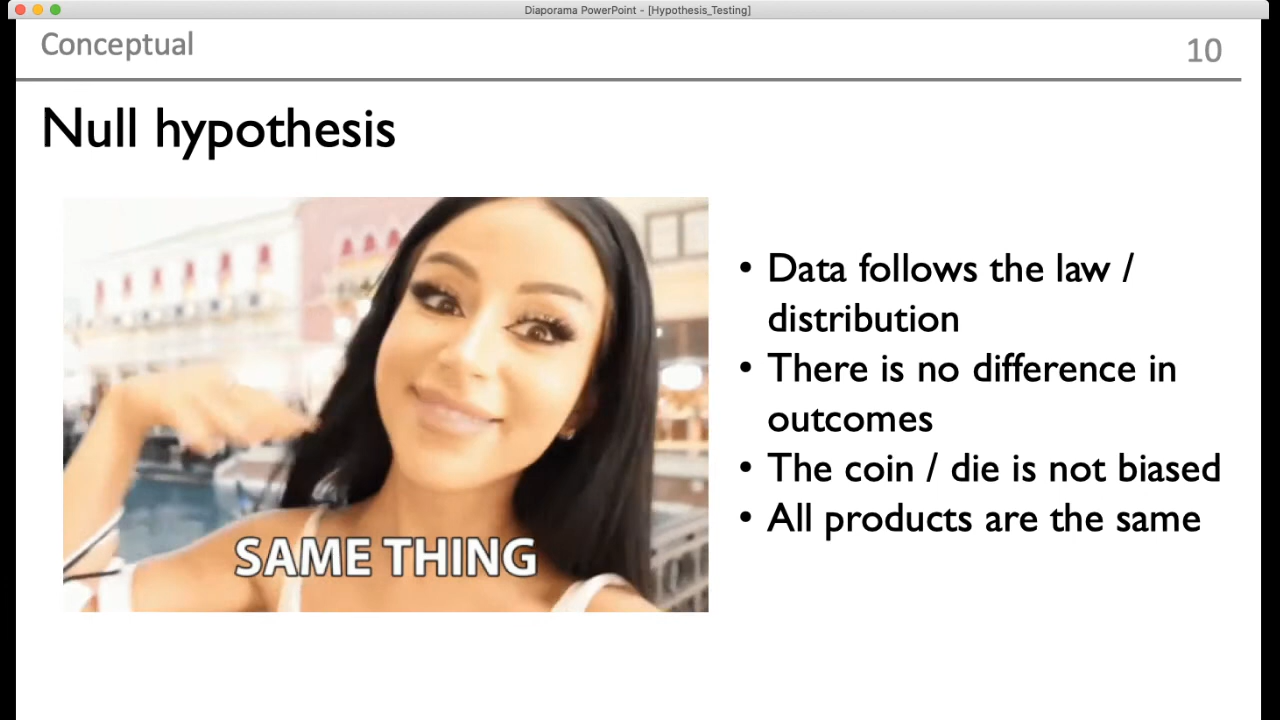 Diaporama PowerPoint - [Hypothesis_Testing]
Conceptual
10
Null hypothesis
SAME THING
• Data follows the law /
distribution
• There is no difference in
outcomes
• The coin / die is not biased
• All products are the same